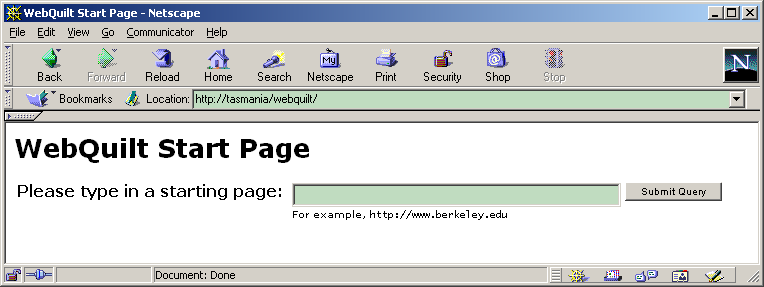 WebQuilt Start Page - Netscape
File Edit View Go Communicator Help
Back Forward Reload Home Search Netscape Print Security Shop Stop
My
N
Bookmarks Location: http://tasmania/webquilt/
WebQuilt Start Page
Please type in a starting page: Submit Query
For example, http://www.berkeley.edu
Document: Done